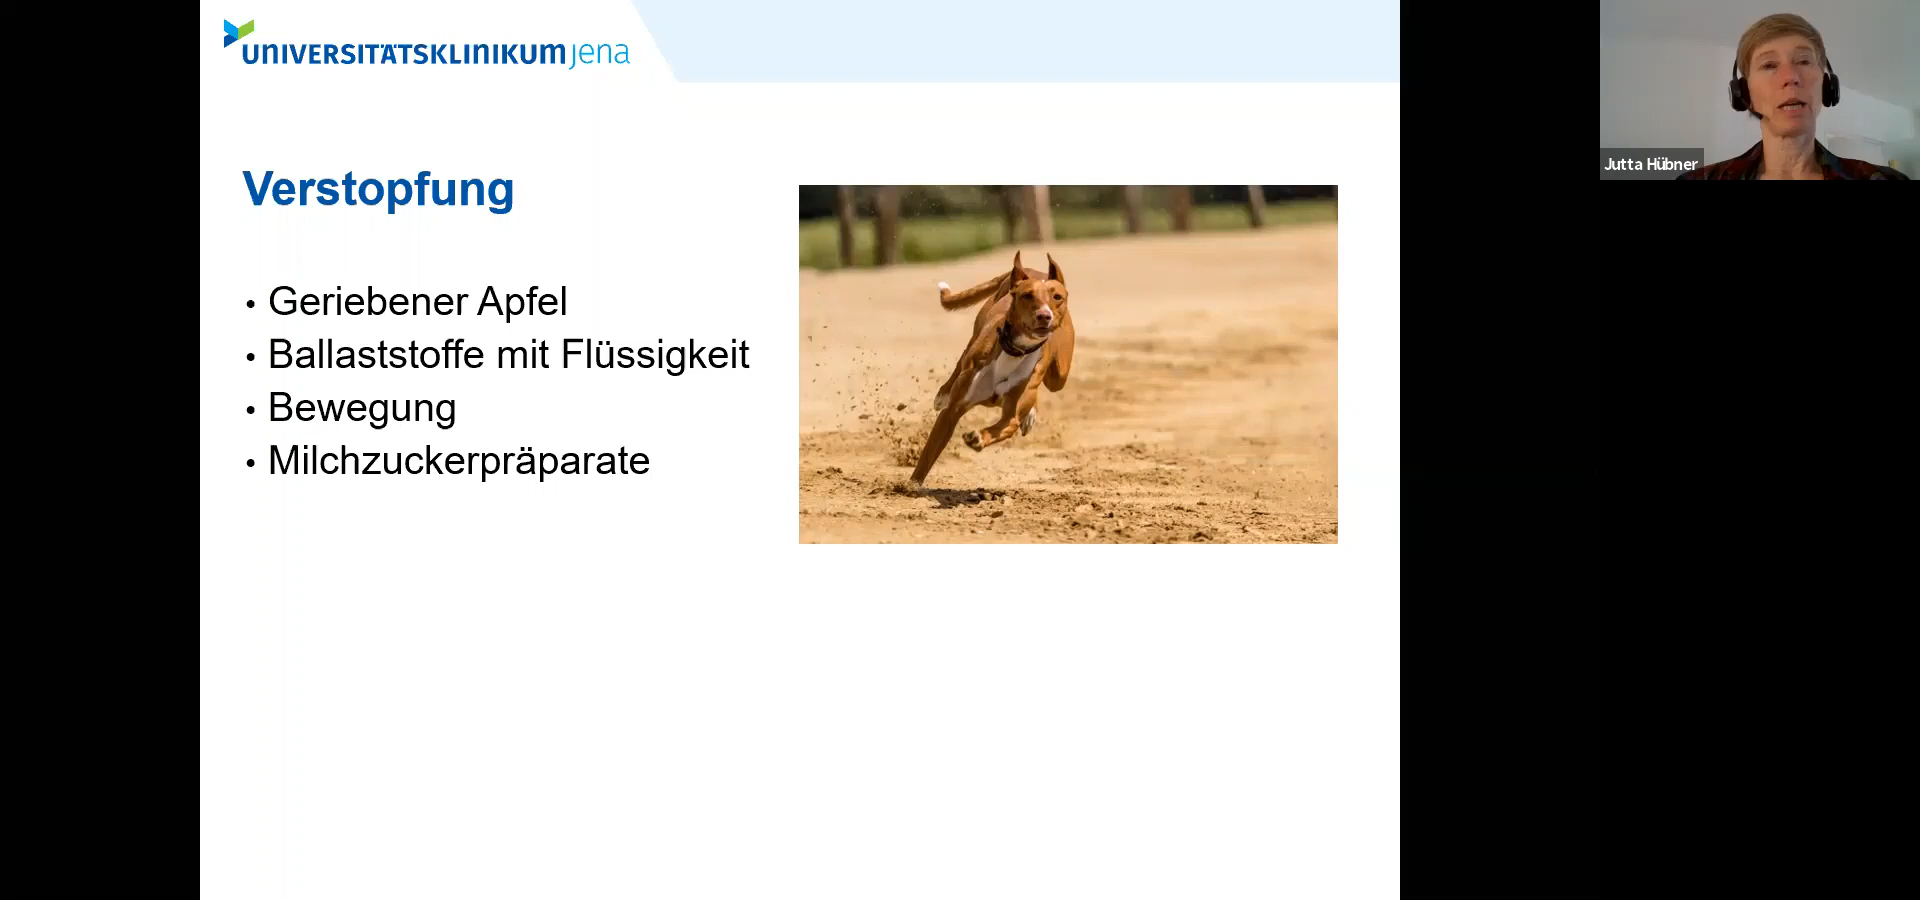 UNIVERSITÄTSKLINIKUM jena
Verstopfung
• Geriebener Apfel
• Ballaststoffe mit Flüssigkeit
• Bewegung
• Milchzuckerpräparate
Jutta Hübner